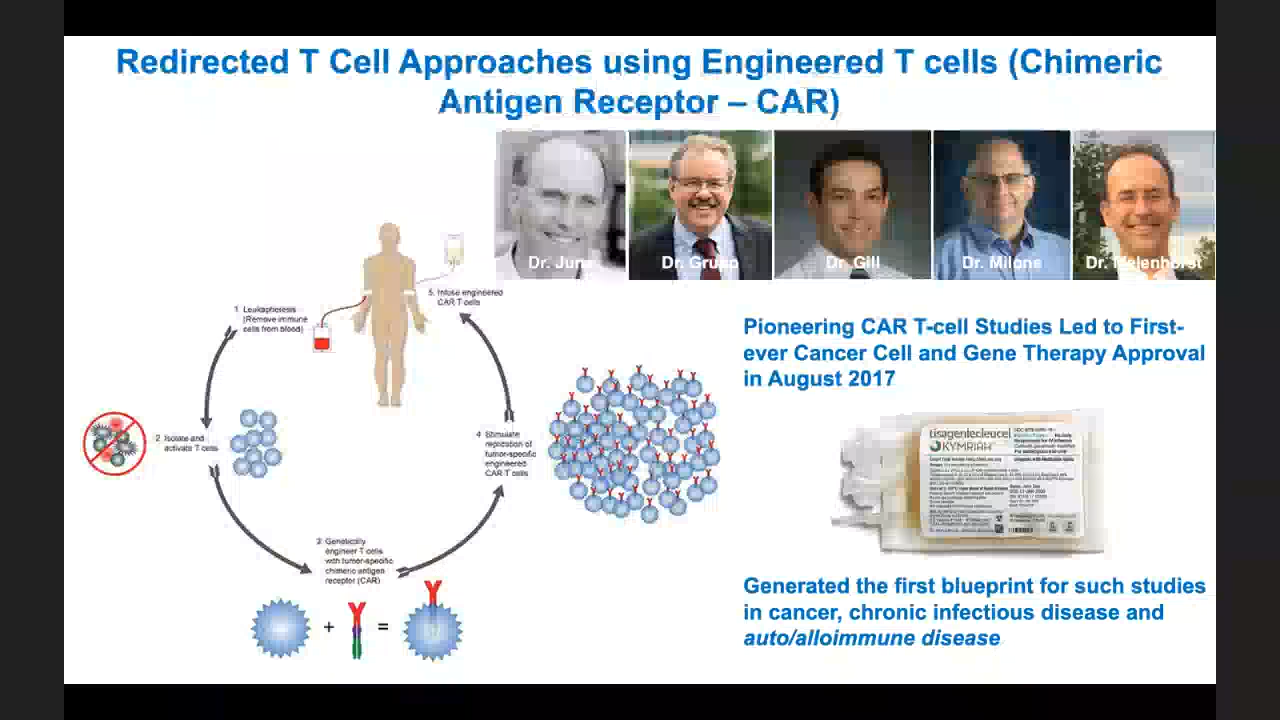 Redirected T Cell Approaches using Engineered T cells (Chimeric
Antigen Receptor – CAR)
Dr. June
Dr. Grupp
Dr. Gill
Dr. Milone
Dr. Melenhorst
1 Leukapheresis
(Remove immune
cells from blood)
5. Infuse engineered
CAR T cells
2 Isolate and
activate T cells
4 Stimulate
replication of
tumor-specific
engineered
CAR T cells
3 Genetically
engineer T cells
with tumor-specific
chimeric antigen
receptor (CAR)
+ =
Pioneering CAR T-cell Studies Led to First-
ever Cancer Cell and Gene Therapy Approval
in August 2017
tisagenlecleucel
KYMRIAH
Generated the first blueprint for such studies
in cancer, chronic infectious disease and
auto/alloimmune disease